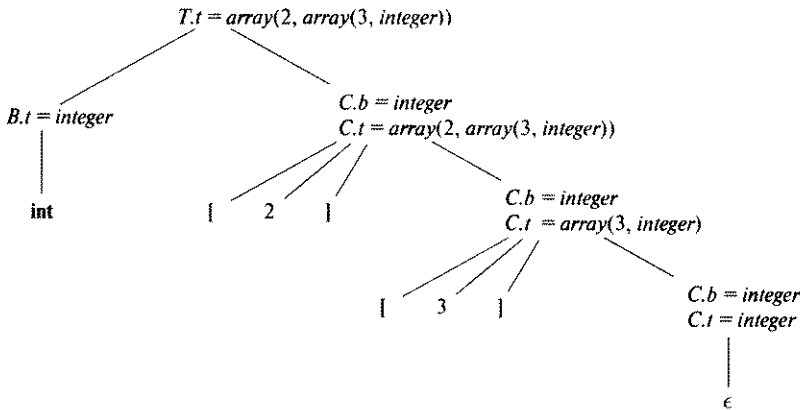 T.t = array(2, array(3, integer))
B.t = integer
C.b = integer
C.t = array(2, array(3, integer))
int
[ 2 ]
C.b = integer
C.t = array(3, integer)
[ 3 ]
C.b = integer
C.t = integer
ϵ